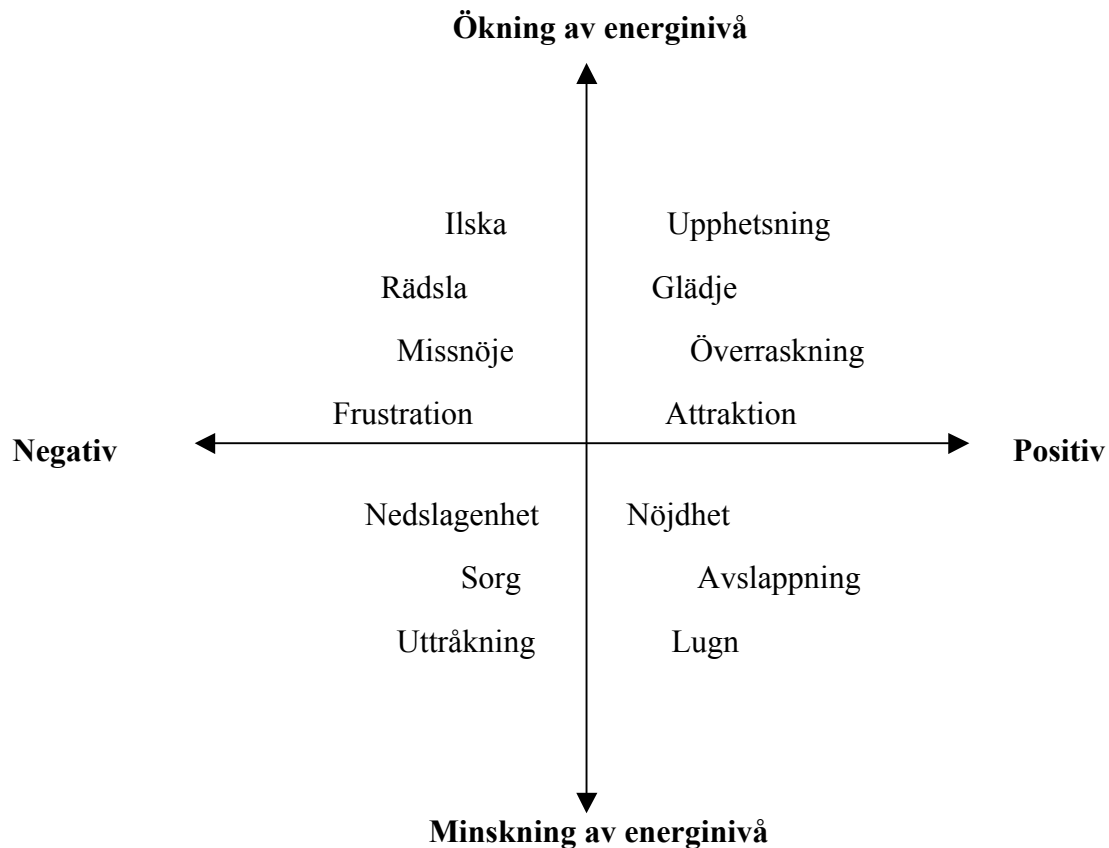 Ökning av energinivå
Ilska Upphetsning
Rädsla Glädje
Missnöje Överraskning
Frustration Attraktion
Negativ Positiv
Nedslagenhet Nöjdhet
Sorg Avslappning
Uttråkning Lugn
Minskning av energinivå